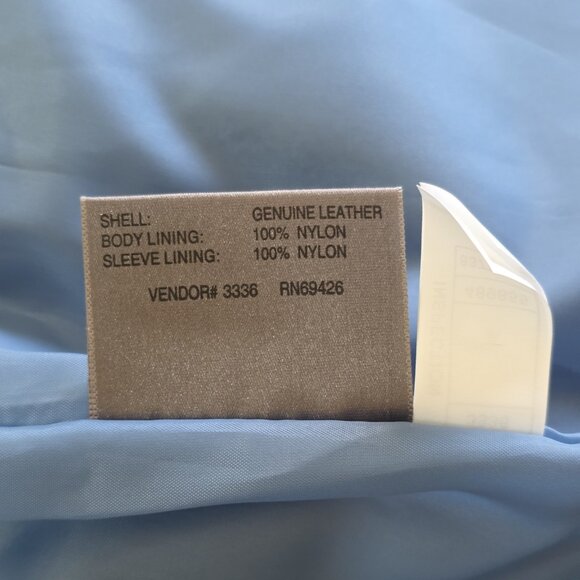 SHELL: GENUINE LEATHER
BODY LINING: 100% NYLON
SLEEVE LINING: 100% NYLON
VENDOR# 3336 RN69426